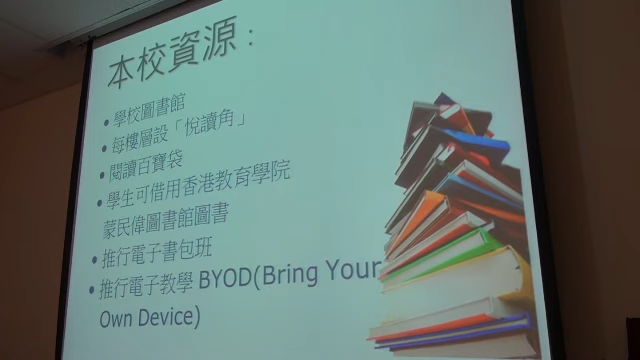 本校資源：
• 學校圖書館
• 每樓層設「悅讀角」
• 閱讀百寶袋
• 學生可借用香港教育學院
蒙民偉圖書館圖書
• 推行電子書包班
• 推行電子教學 BYOD(Bring Your
Own Device)